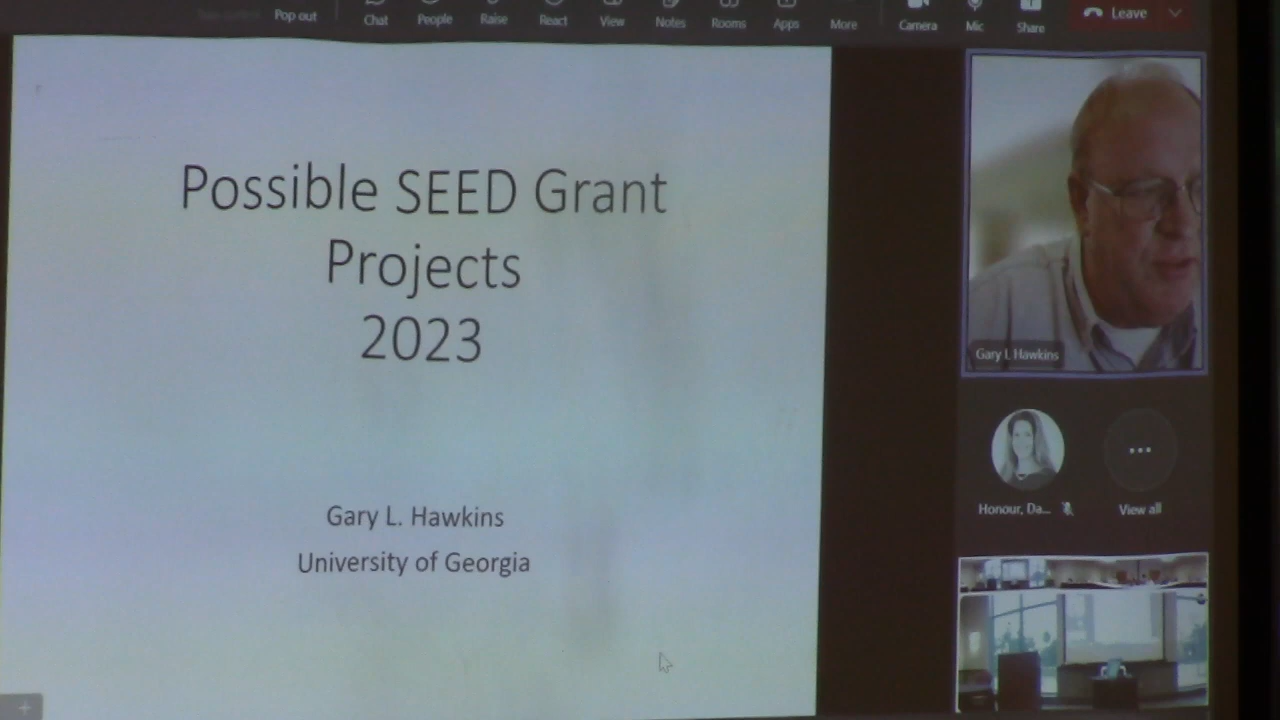 Pop out
Chat
People
Raise
React
View
Notes
Rooms
Apps
More
Camera
Mic
Share
Leave
Possible SEED Grant
Projects
2023
Gary L. Hawkins
University of Georgia
Gary L Hawkins
Honour, Da...
View all